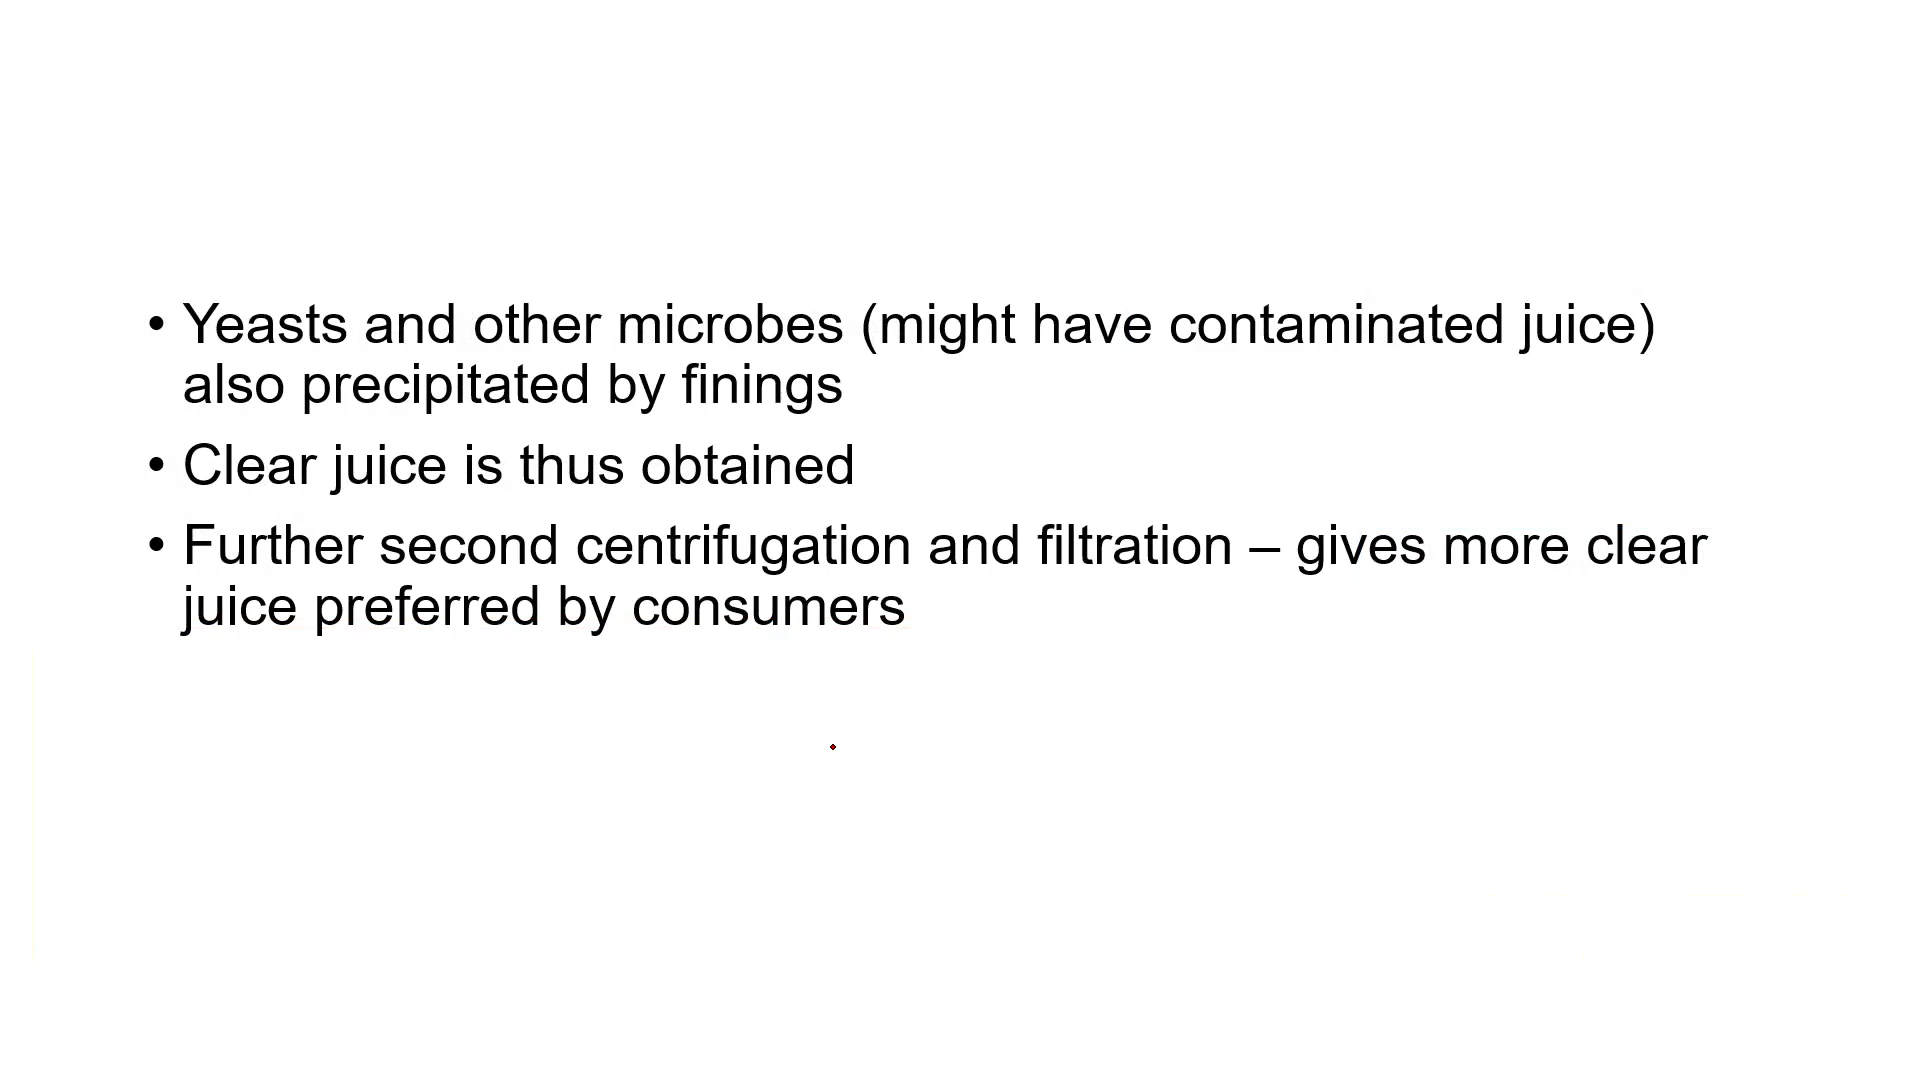 • Yeasts and other microbes (might have contaminated juice)
also precipitated by finings
• Clear juice is thus obtained
• Further second centrifugation and filtration – gives more clear
juice preferred by consumers